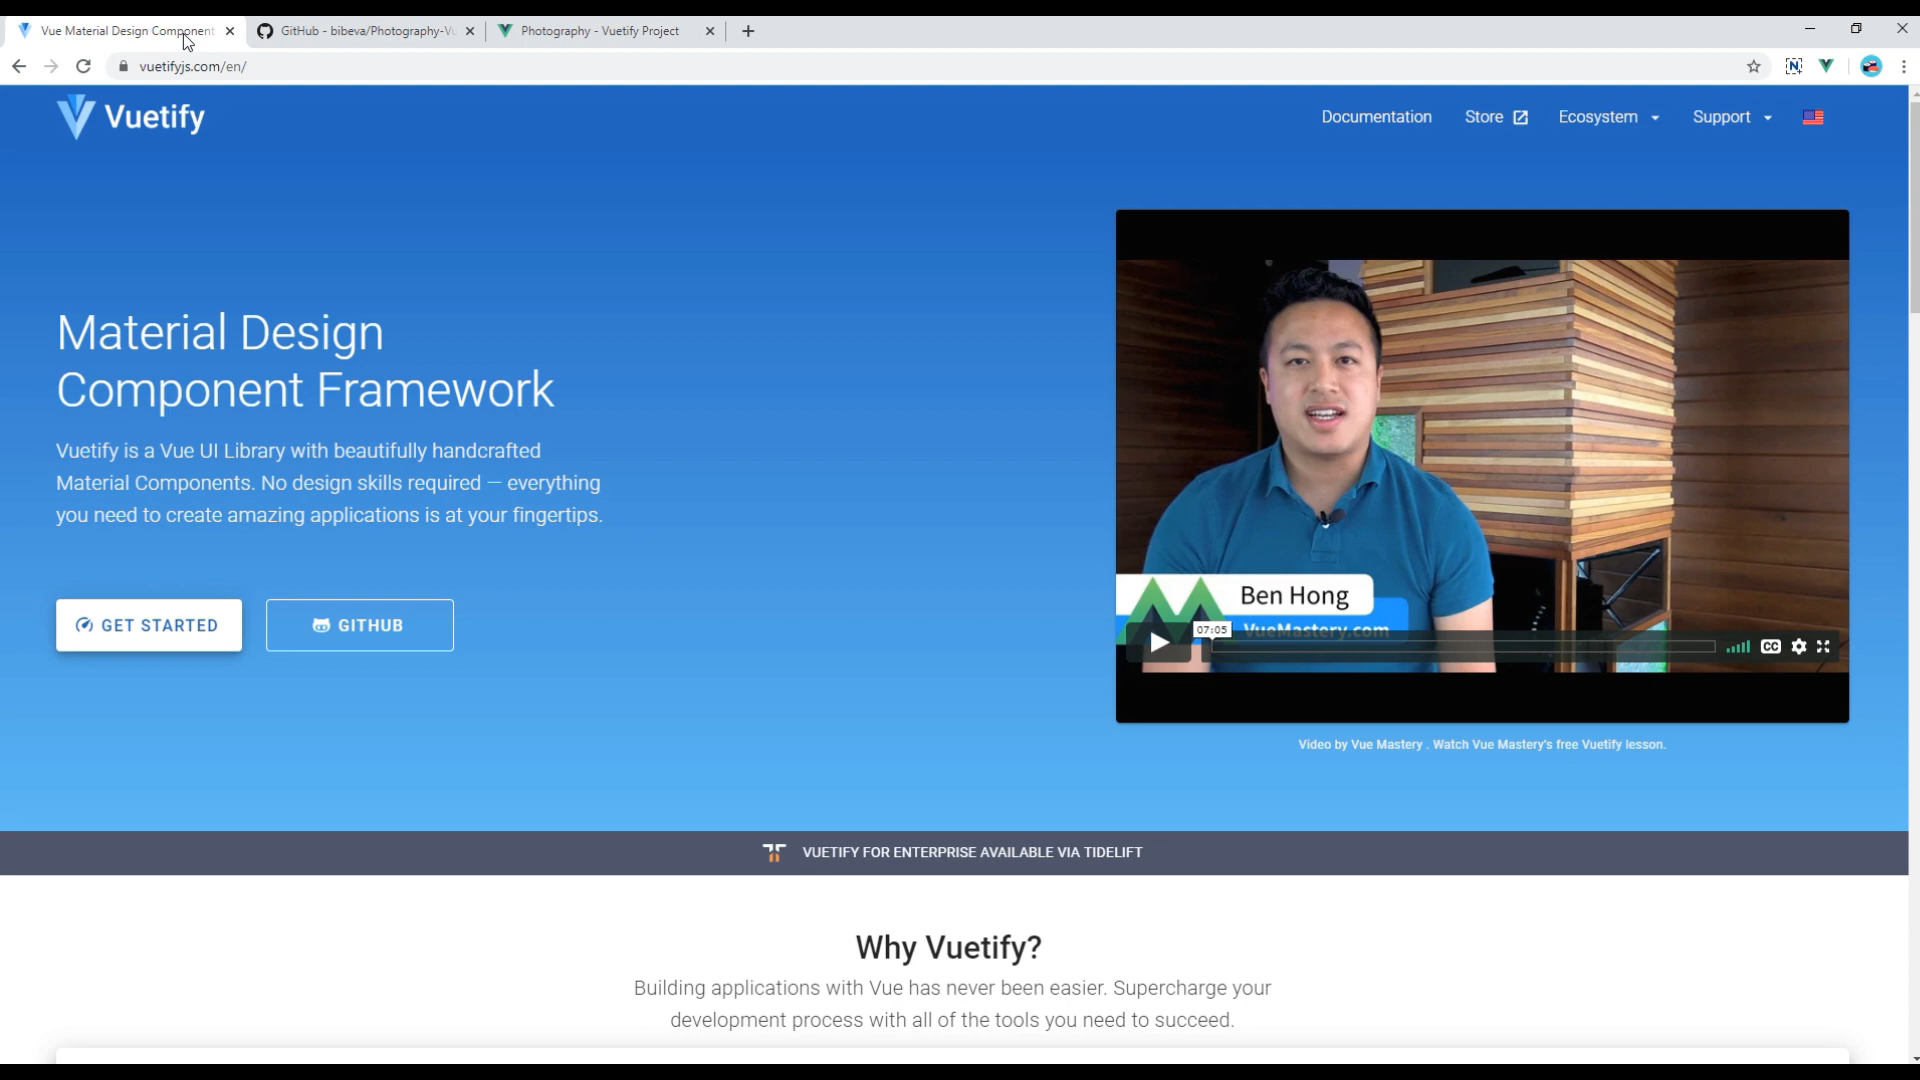 Vue Material Design Component
GitHub - bibeva/Photography-Vu
Photography - Vuetify Project
vuetifyjs.com/en/
Vuetify
Documentation
Store
Ecosystem
Support
Material Design
Component Framework
Vuetify is a Vue UI Library with beautifully handcrafted
Material Components. No design skills required — everything
you need to create amazing applications is at your fingertips.
GET STARTED
GITHUB
Ben Hong
VueMastery.com
07:05
CC
Video by Vue Mastery . Watch Vue Mastery's free Vuetify lesson.
VUETIFY FOR ENTERPRISE AVAILABLE VIA TIDELIFT
Why Vuetify?
Building applications with Vue has never been easier. Supercharge your
development process with all of the tools you need to succeed.